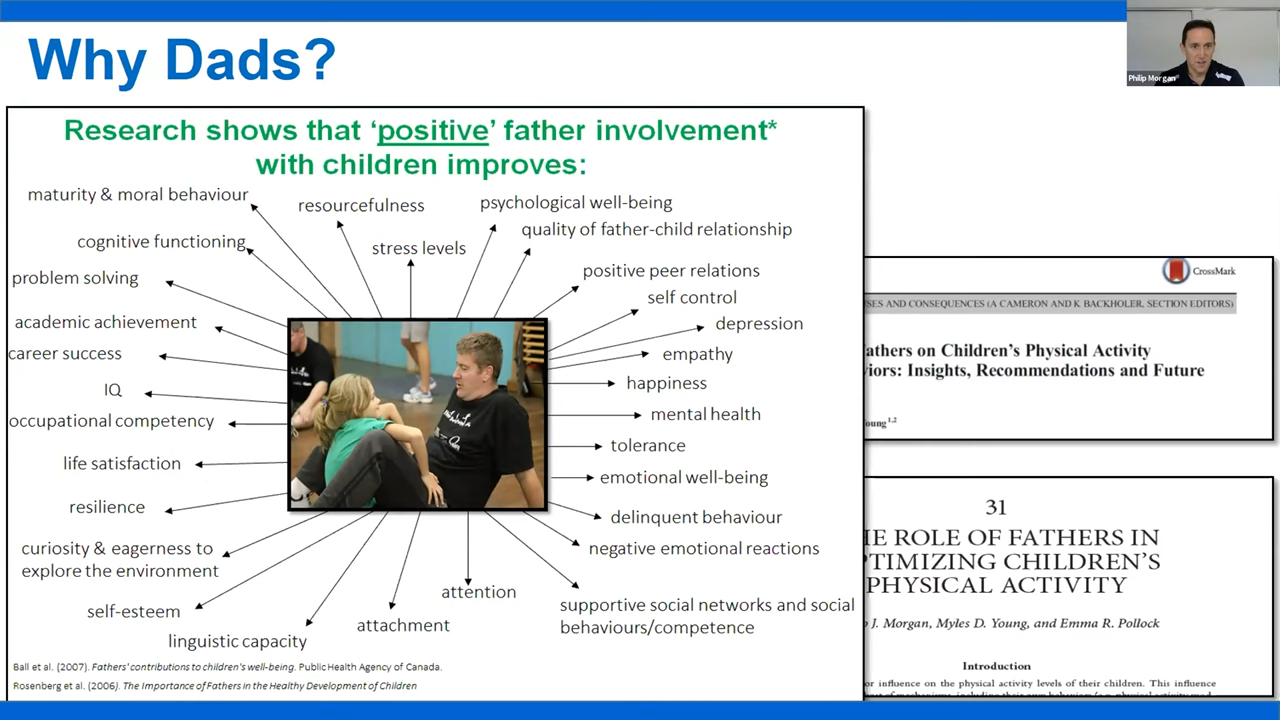 Why Dads?
Philip Morgan
Research shows that ‘positive’ father involvement*
with children improves:
maturity & moral behaviour
resourcefulness
psychological well-being
cognitive functioning
stress levels
quality of father-child relationship
problem solving
positive peer relations
self control
academic achievement
depression
career success
empathy
IQ
happiness
occupational competency
mental health
life satisfaction
tolerance
resilience
emotional well-being
curiosity & eagerness to
explore the environment
delinquent behaviour
negative emotional reactions
self-esteem
attention
supportive social networks and social
behaviours/competence
linguistic capacity
attachment
Ball et al. (2007). Fathers' contributions to children's well-being. Public Health Agency of Canada.
Rosenberg et al. (2006). The Importance of Fathers in the Healthy Development of Children
CrossMark
AND CONSEQUENCES (A CAMERON AND K BACKHOLER, SECTION EDITORS)
on Children’s Physical Activity
Insights, Recommendations and Future
1,2
31
ROLE OF FATHERS IN
CHILDREN’S
PHYSICAL ACTIVITY
J. Morgan, Myles D. Young, and Emma R. Pollock
Introduction
influence on the physical activity levels of their children. This influence